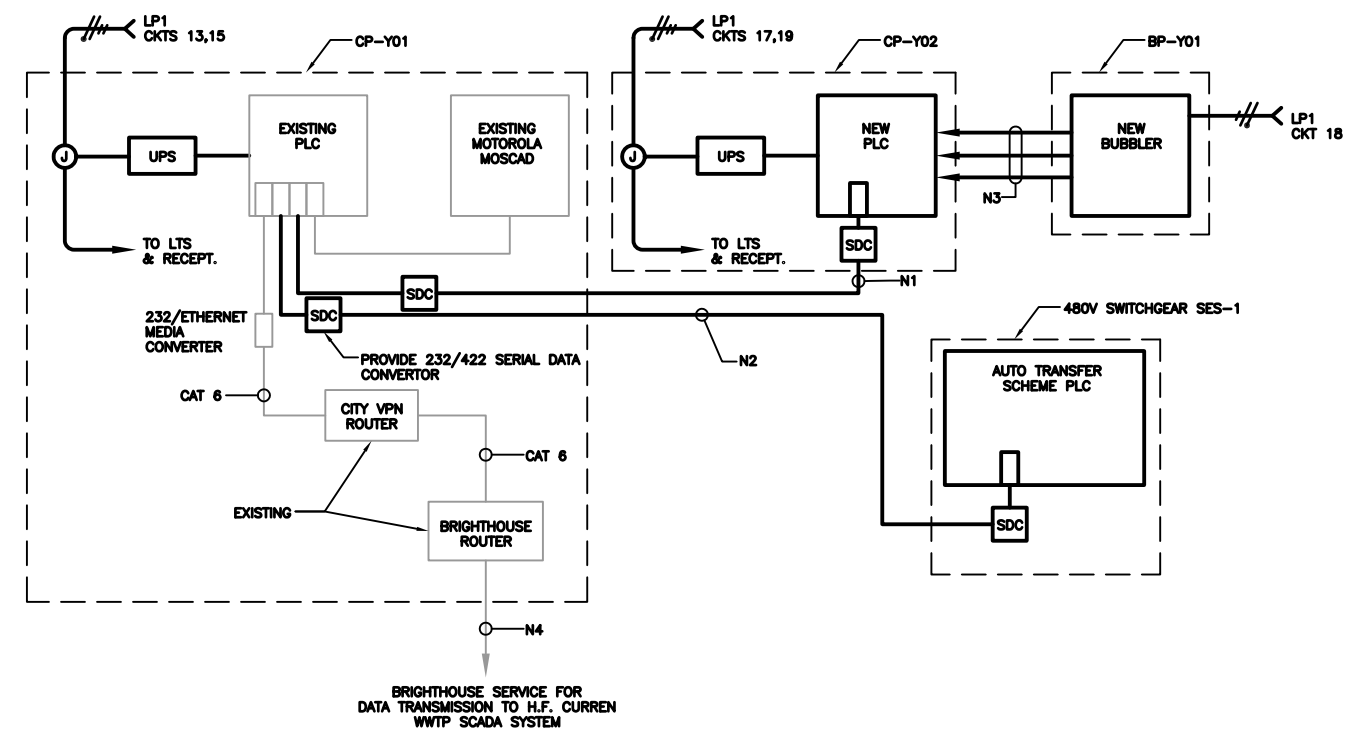 LP1
CKTS 13,15
CP-Y01
LP1
CKTS 17,19
CP-Y02
BP-Y01
EXISTING
PLC
EXISTING
MOTOROLA
MOSCAD
NEW
PLC
NEW
BUBBLER
LP1
CKT 18
J
UPS
J
UPS
N3
TO LTS
& RECEPT.
TO LTS
& RECEPT.
SDC
N1
SDC
SDC
232/ETHERNET
MEDIA
CONVERTER
480V SWITCHGEAR SES-1
PROVIDE 232/422 SERIAL DATA
CONVERTOR
N2
AUTO TRANSFER
SCHEME PLC
CAT 6
CITY VPN
ROUTER
CAT 6
EXISTING
BRIGHTHOUSE
ROUTER
SDC
N4
BRIGHTHOUSE SERVICE FOR
DATA TRANSMISSION TO H.F. CURREN
WWTP SCADA SYSTEM